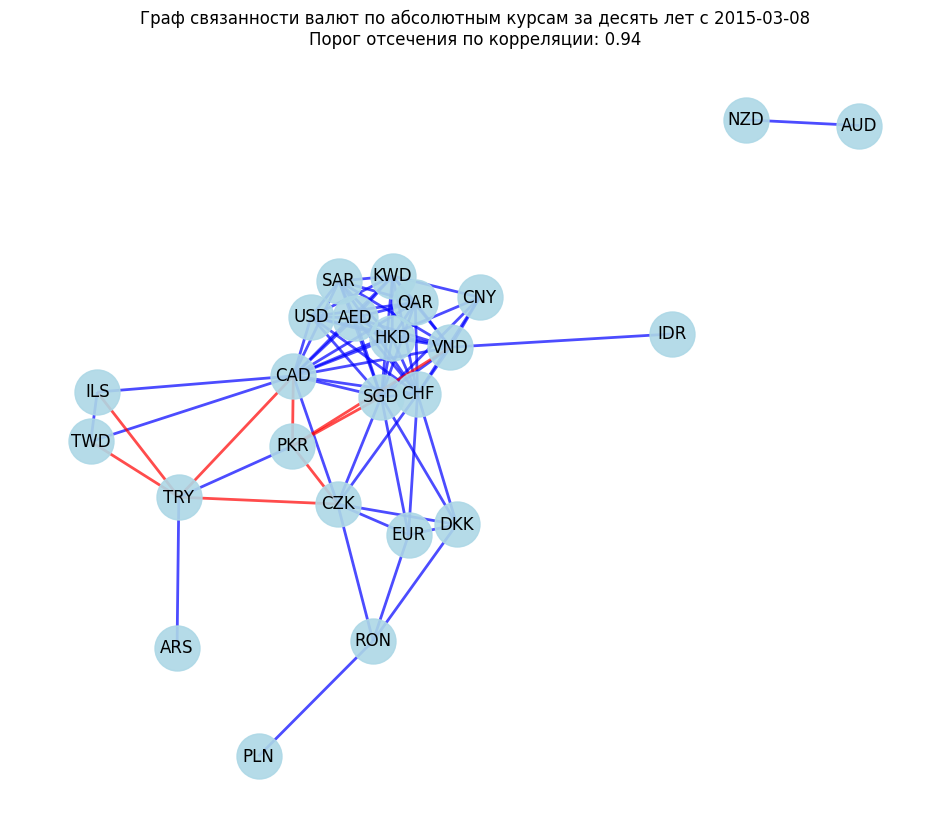 Граф связанности валют по абсолютным курсам за десять лет с 2015-03-08
Порог отсечения по корреляции: 0.94
NZD
AUD
SAR
KWD
CNY
QAR
USD
AED
HKD
VND
IDR
CAD
ILS
SGD
CHF
TWD
PKR
TRY
CZK
EUR
DKK
ARS
RON
PLN